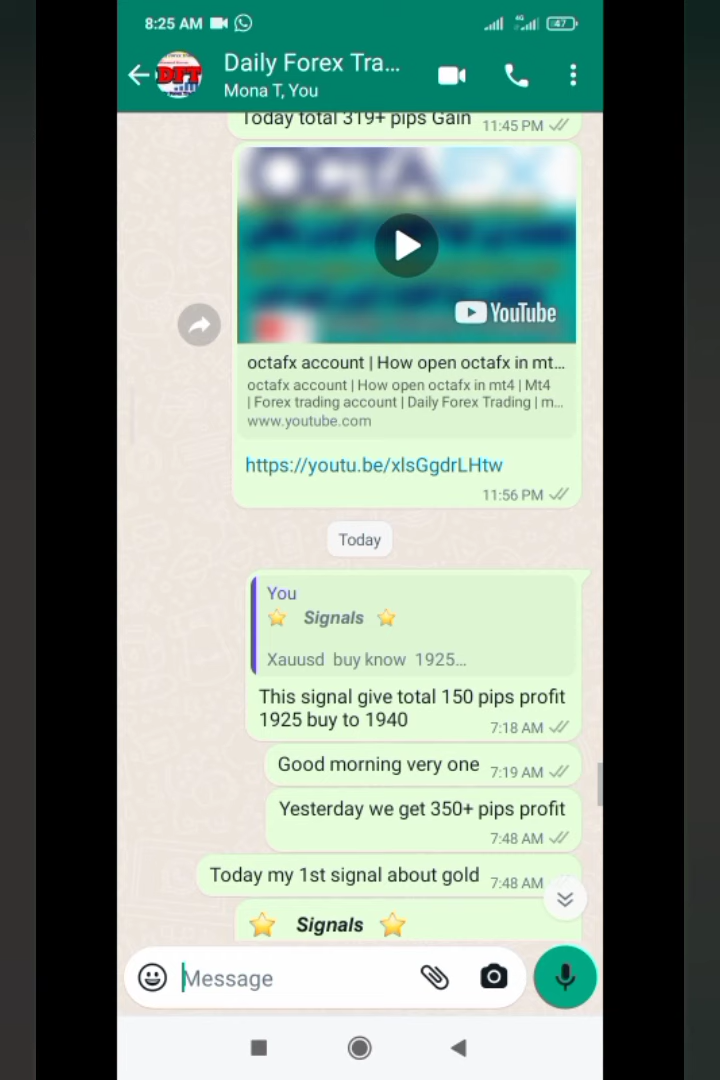 8:25 AM
4G
47
DFT
Daily Forex Tra...
Mona T, You
Today total 319+ pips Gain
11:45 PM
YouTube
octafx account | How open octafx in mt...
octafx account | How open octafx in mt4 | Mt4
| Forex trading account | Daily Forex Trading | m...
www.youtube.com
https://youtu.be/xlsGgdrLHtw
11:56 PM
Today
You
⭐ Signals ⭐
Xauusd buy know 1925...
This signal give total 150 pips profit
1925 buy to 1940
7:18 AM
Good morning very one
7:19 AM
Yesterday we get 350+ pips profit
7:48 AM
Today my 1st signal about gold
7:48 AM
⭐ Signals ⭐
Message